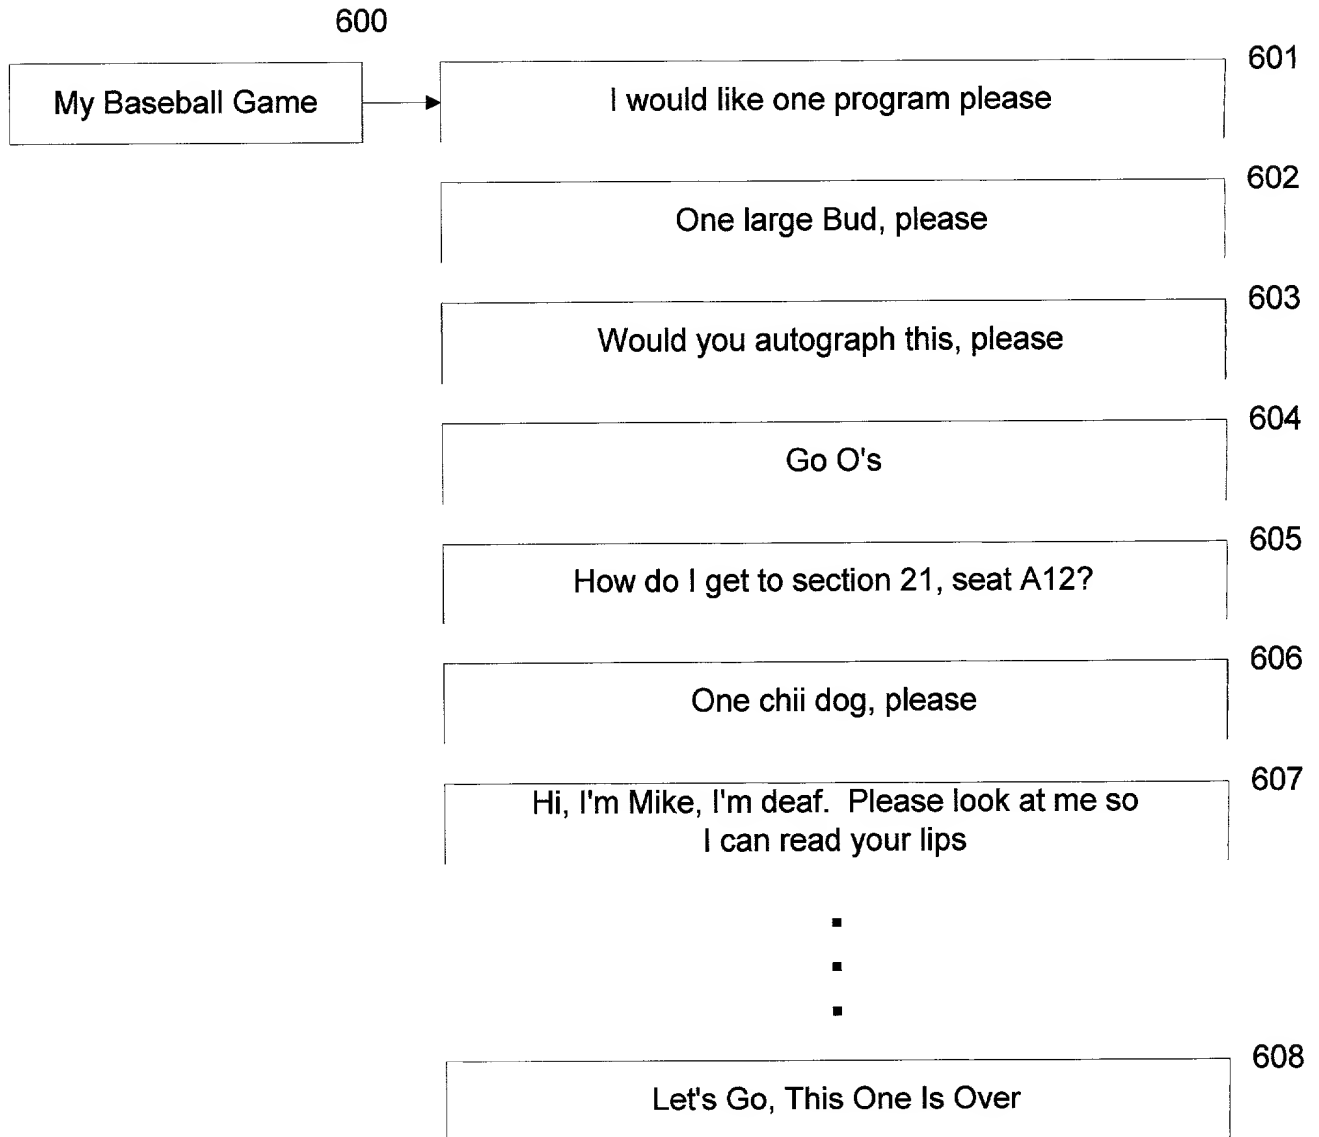 600
My Baseball Game
601
I would like one program please
602
One large Bud, please
603
Would you autograph this, please
604
Go O's
605
How do I get to section 21, seat A12?
606
One chii dog, please
607
Hi, I'm Mike, I'm deaf. Please look at me so
I can read your lips
608
Let's Go, This One Is Over